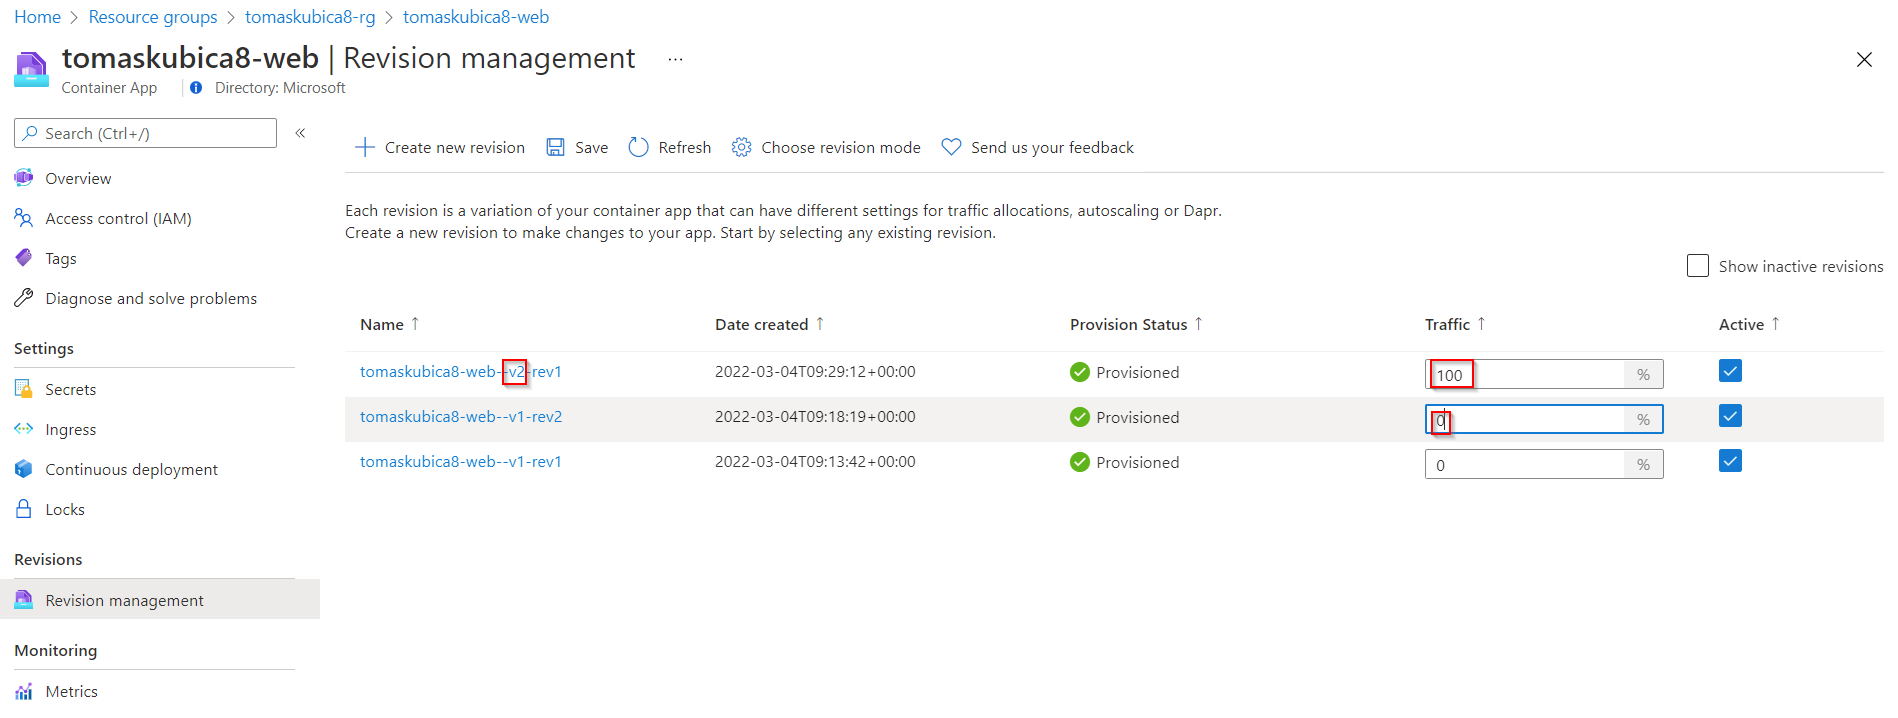 Home > Resource groups > tomaskubica8-rg > tomaskubica8-web
tomaskubica8-web | Revision management ...
Container App
Directory: Microsoft
Search (Ctrl+/)
Overview
Access control (IAM)
Tags
Diagnose and solve problems
Settings
Secrets
Ingress
Continuous deployment
Locks
Revisions
Revision management
Monitoring
Metrics
Create new revision Save Refresh Choose revision mode Send us your feedback
Each revision is a variation of your container app that can have different settings for traffic allocations, autoscaling or Dapr.
Create a new revision to make changes to your app. Start by selecting any existing revision.
Show inactive revisions
Name ↑ Date created ↑ Provision Status ↑ Traffic ↑ Active ↑
tomaskubica8-web--v2-rev1 2022-03-04T09:29:12+00:00 Provisioned 100 %
tomaskubica8-web--v1-rev2 2022-03-04T09:18:19+00:00 Provisioned 0 %
tomaskubica8-web--v1-rev1 2022-03-04T09:13:42+00:00 Provisioned 0 %